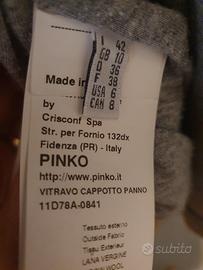 I 42
GB 10
D 36
F 38
USA 6
CAN 8
Made in
by
Crisconf Spa
Str. per Fornio 132dx
Fidenza (PR) - Italy
PINKO
http://www.pinko.it
VITRAVO CAPPOTTO PANNO
11D78A-0841
Tessuto esterno
Outside Fabric
Tissu Exterieur
LANA VERGINE
WOOL
subito